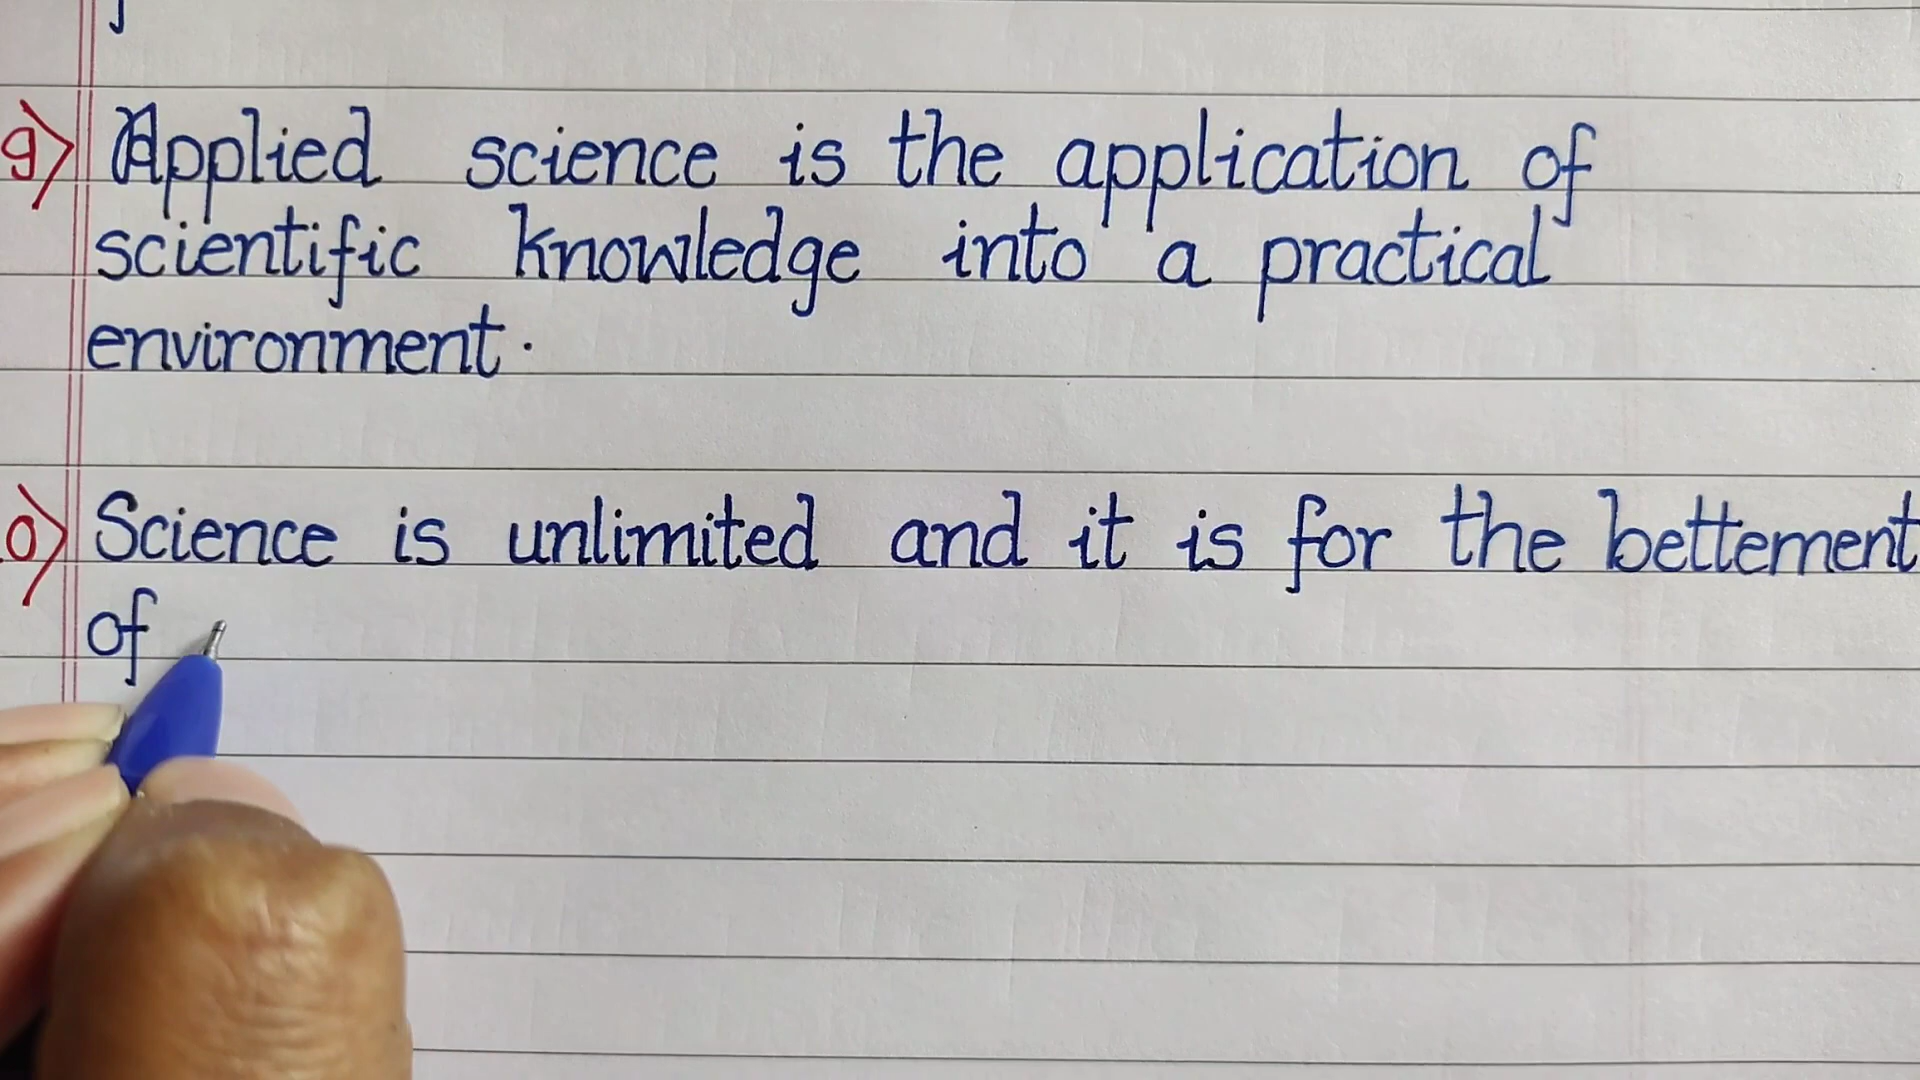 9) Applied science is the application of
scientific knowledge into a practical
environment.
0) Science is unlimited and it is for the bettement
of